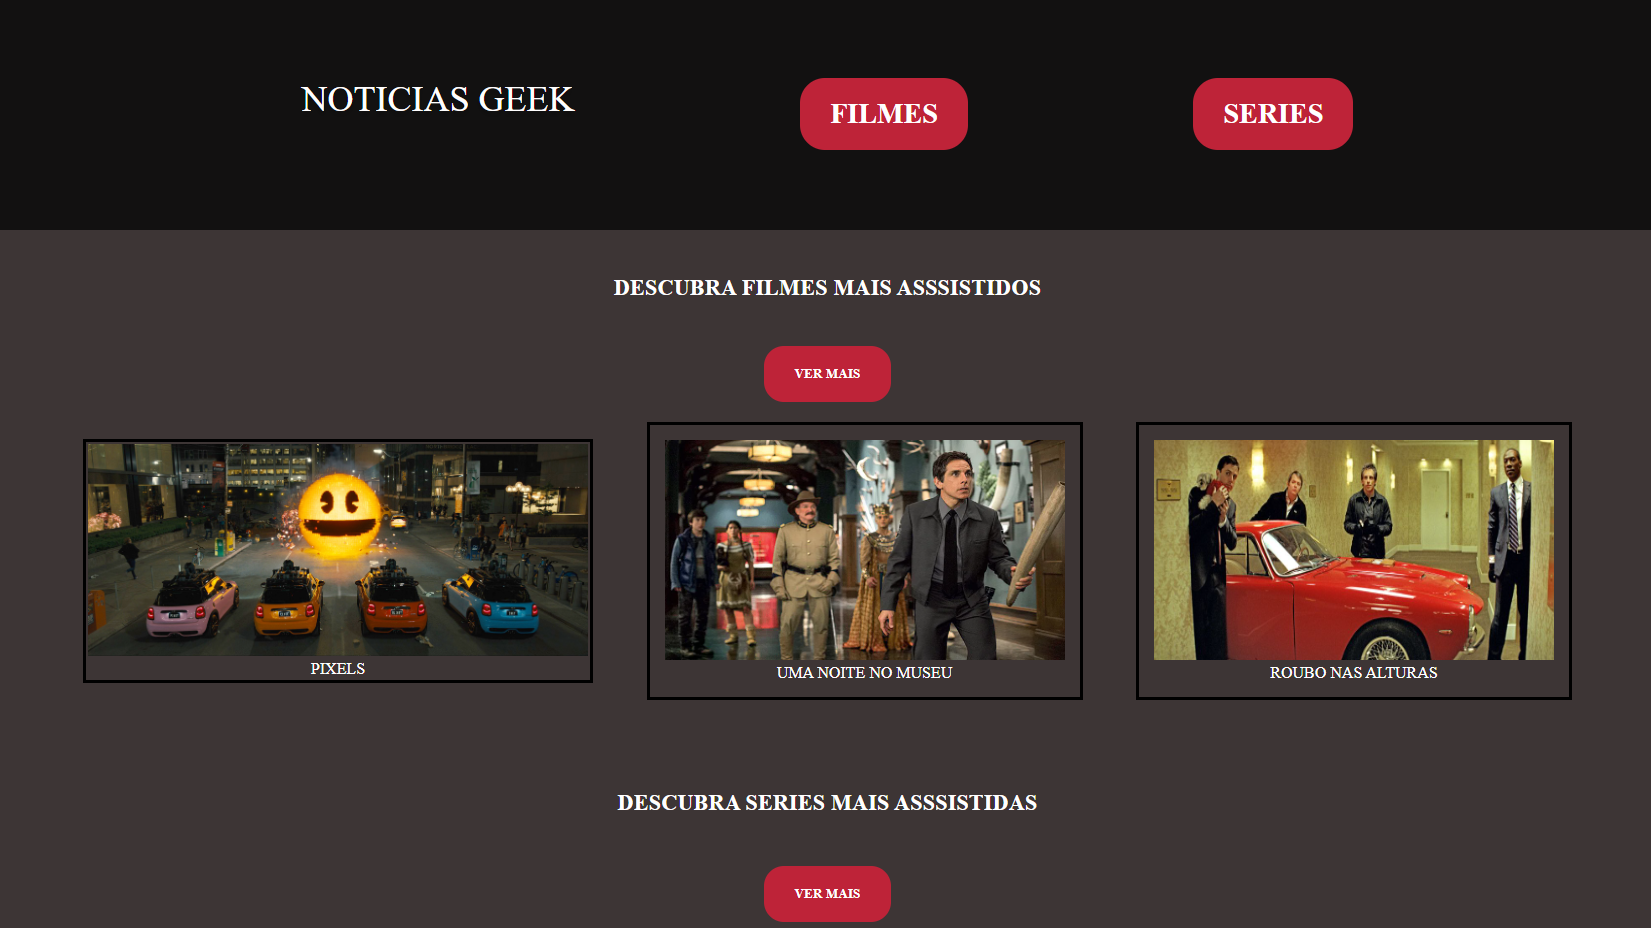 NOTICIAS GEEK
FILMES
SERIES
DESCUBRA FILMES MAIS ASSSISTIDOS
VER MAIS
PIXELS
UMA NOITE NO MUSEU
ROUBO NAS ALTURAS
DESCUBRA SERIES MAIS ASSSISTIDAS
VER MAIS